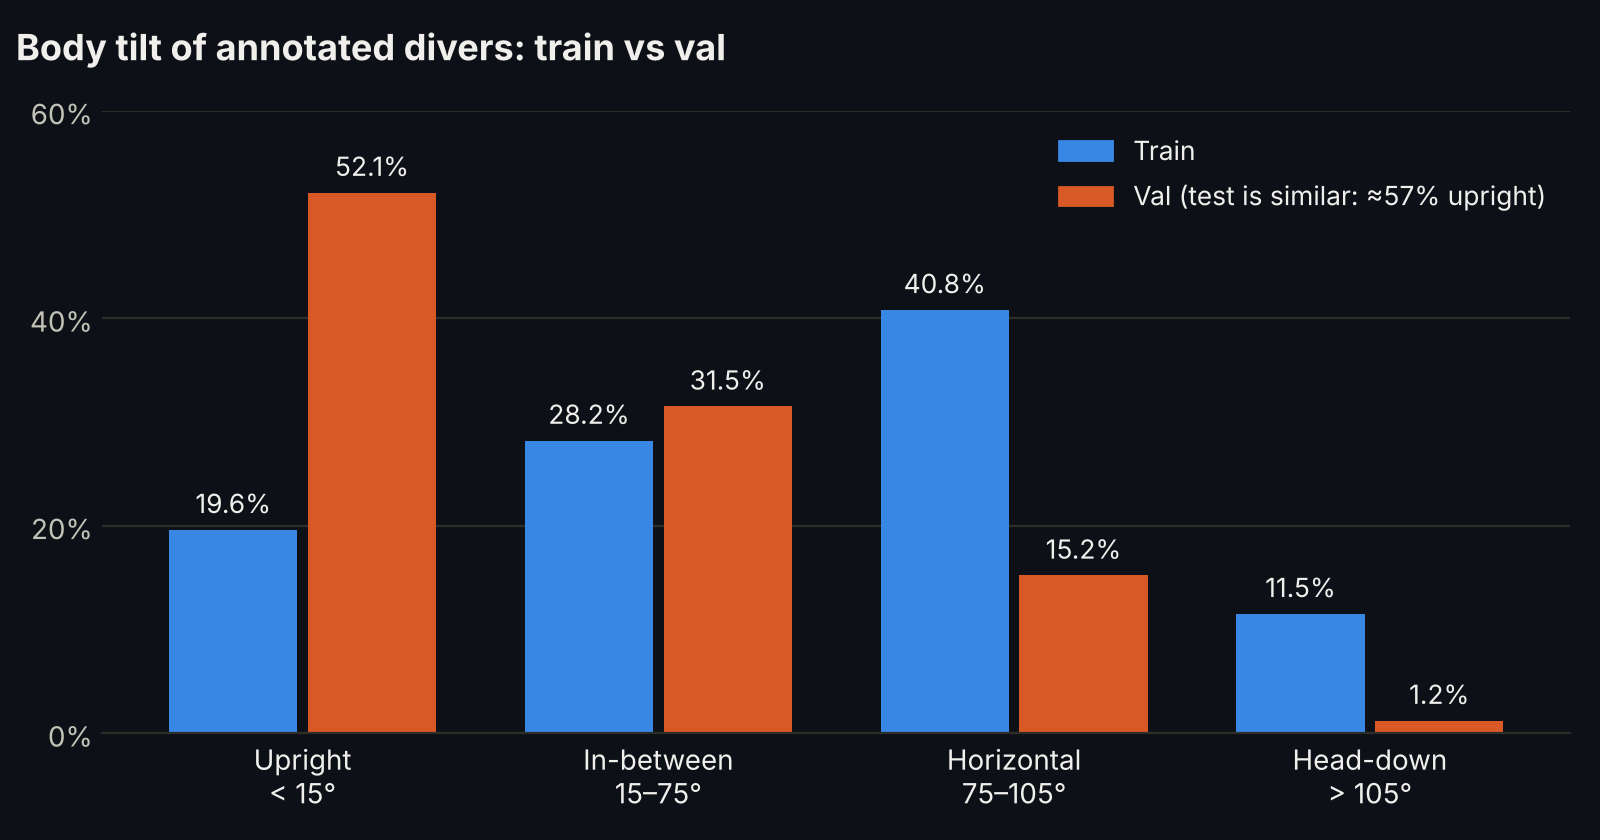 Body tilt of annotated divers: train vs val
60%
40%
20%
0%
Train
Val (test is similar: ≈57% upright)
19.6%
52.1%
28.2%
31.5%
40.8%
15.2%
11.5%
1.2%
Upright
< 15°
In-between
15–75°
Horizontal
75–105°
Head-down
> 105°